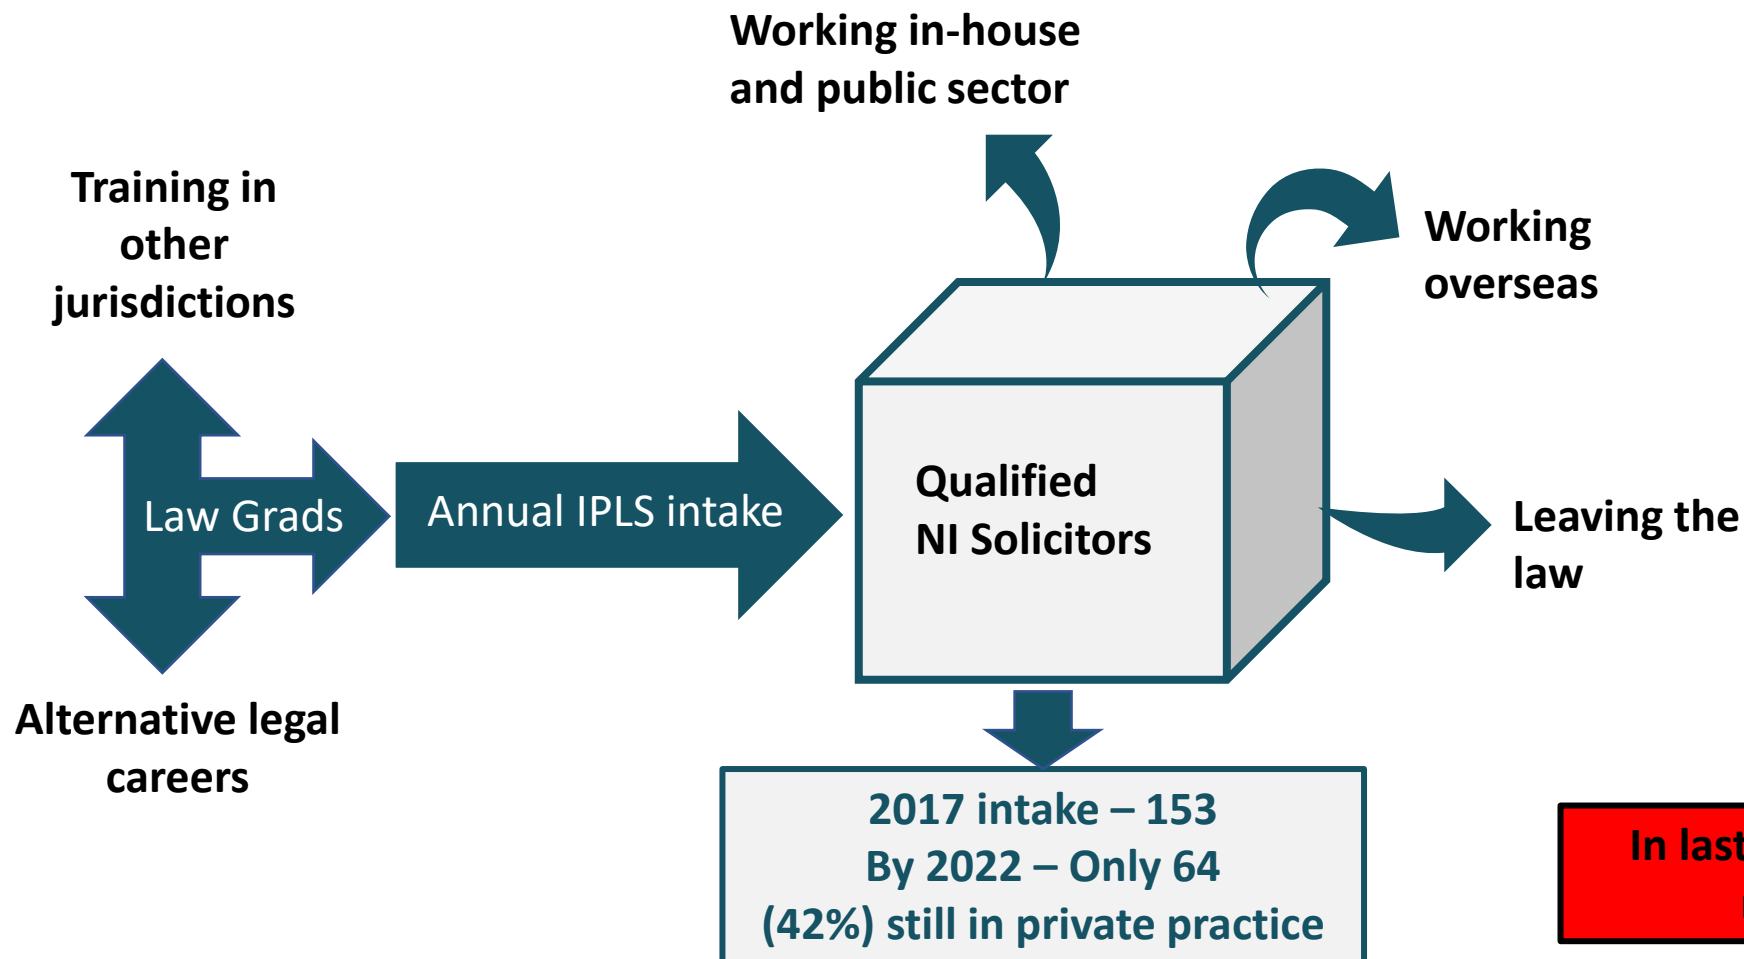 Working in-house
and public sector
Training in
other
jurisdictions
Working
overseas
Law Grads
Annual IPLS intake
Qualified
NI Solicitors
Leaving the
law
Alternative legal
careers
2017 intake – 153
By 2022 – Only 64
(42%) still in private practice
In last